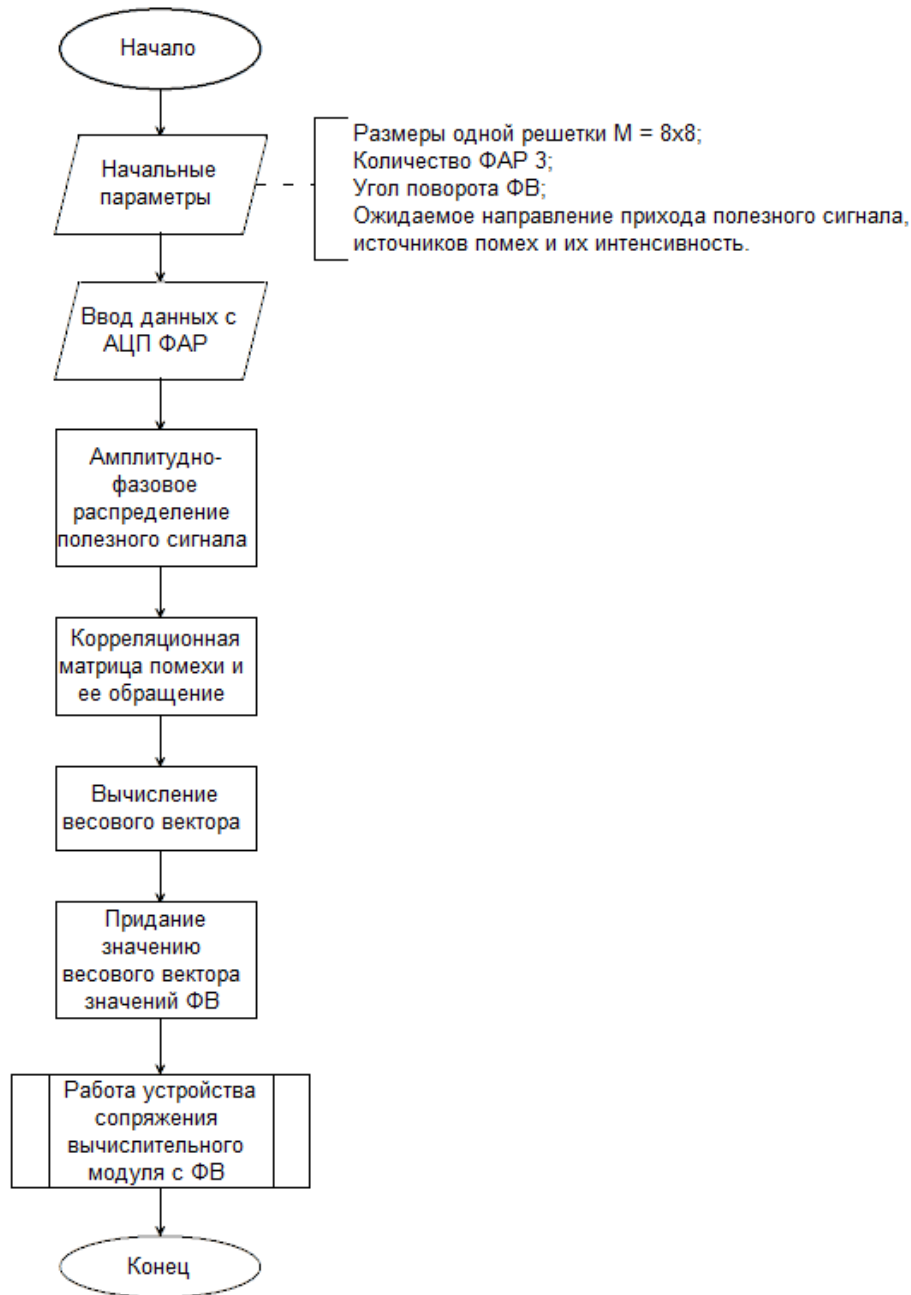 Начало
Начальные
параметры
Размеры одной решетки М = 8х8;
Количество ФАР 3;
Угол поворота ФВ;
Ожидаемое направление прихода полезного сигнала,
источников помех и их интенсивность.
Ввод данных с
АЦП ФАР
Амплитудно-
фазовое
распределение
полезного сигнала
Корреляционная
матрица помехи и
ее обращение
Вычисление
весового вектора
Придание
значению
весового вектора
значений ФВ
Работа устройства
сопряжения
вычислительного
модуля с ФВ
Конец